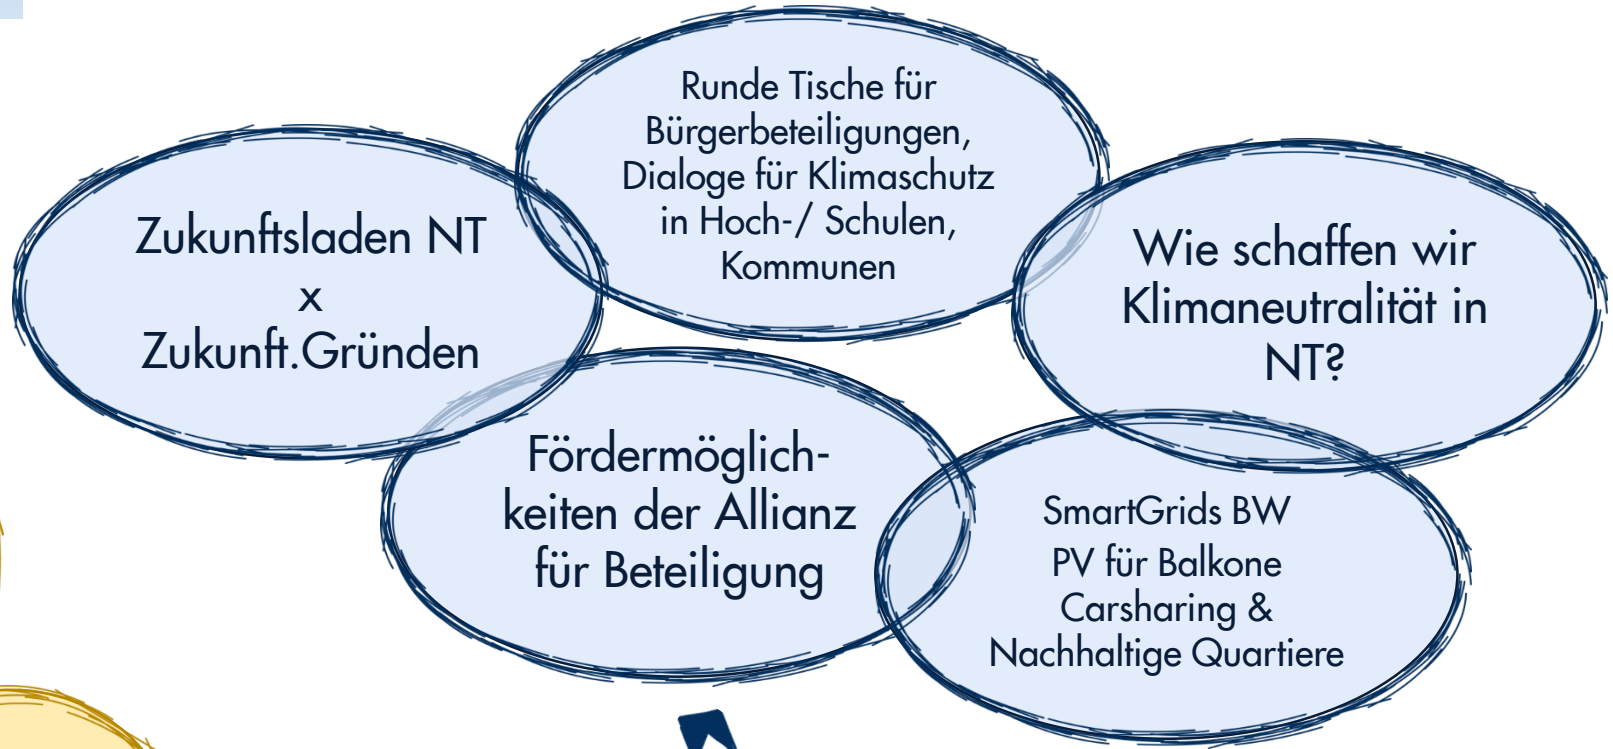 Runde Tische für
Bürgerbeteiligungen,
Dialoge für Klimaschutz
in Hoch-/ Schulen,
Kommunen
Zukunftsladen NT
x
Zukunft.Gründen
Wie schaffen wir
Klimaneutralität in
NT?
Fördermöglich-
keiten der Allianz
für Beteiligung
SmartGrids BW
PV für Balkone
Carsharing &
Nachhaltige Quartiere